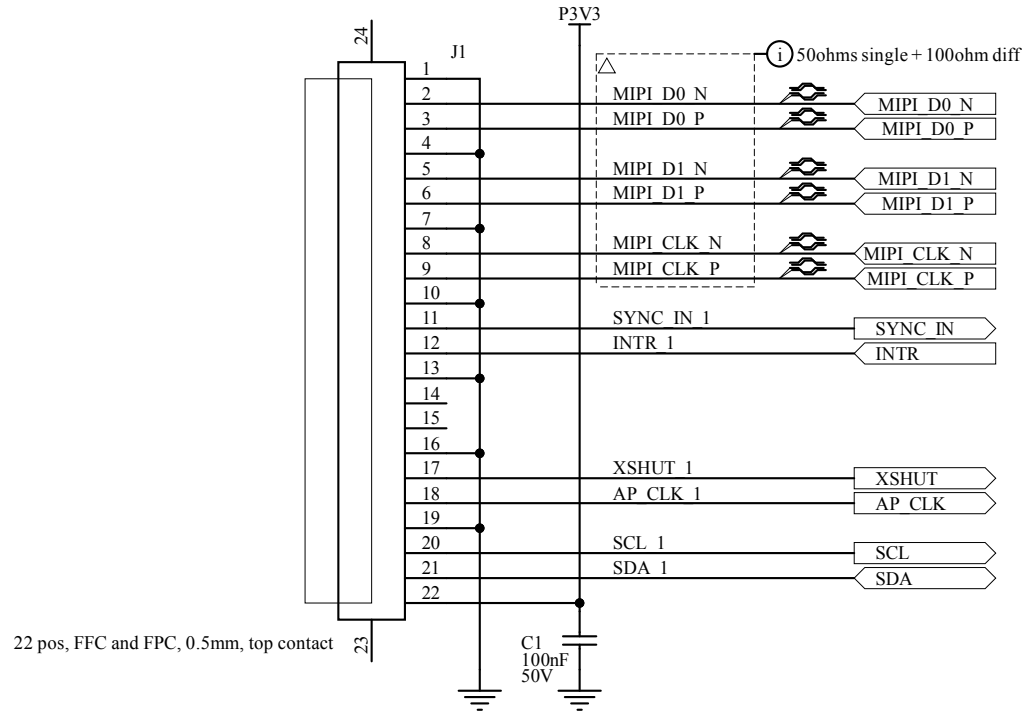 P3V3
24
J1
i 50ohms single + 100ohm diff
1
2 MIPI_D0_N MIPI_D0_N
3 MIPI_D0_P MIPI_D0_P
4
5 MIPI_D1_N MIPI_D1_N
6 MIPI_D1_P MIPI_D1_P
7
8 MIPI_CLK_N MIPI_CLK_N
9 MIPI_CLK_P MIPI_CLK_P
10
11 SYNC_IN_1 SYNC_IN
12 INTR_1 INTR
13
14
15
16
17 XSHUT_1 XSHUT
18 AP_CLK_1 AP_CLK
19
20 SCL_1 SCL
21 SDA_1 SDA
22
22 pos, FFC and FPC, 0.5mm, top contact
23
C1
100nF
50V